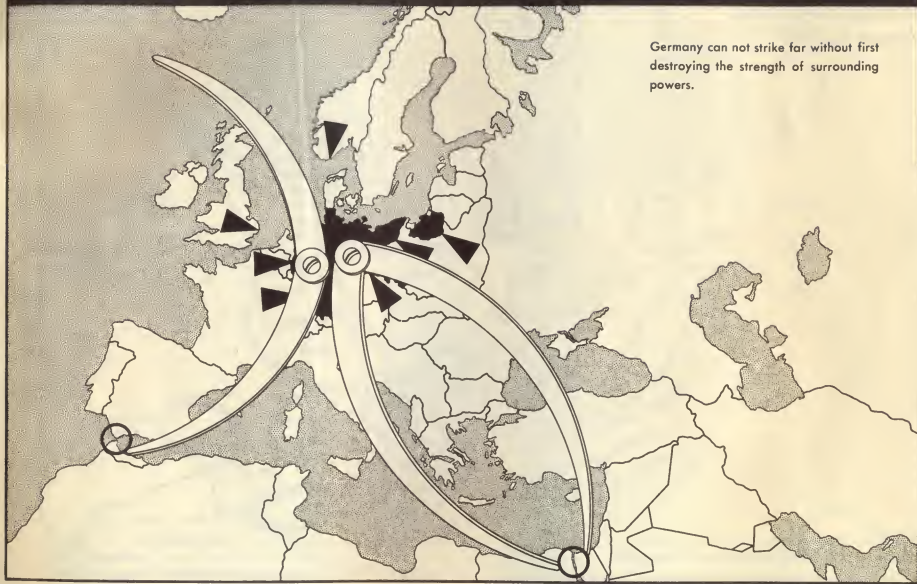 Germany can not strike far without first
destroying the strength of surrounding
powers.